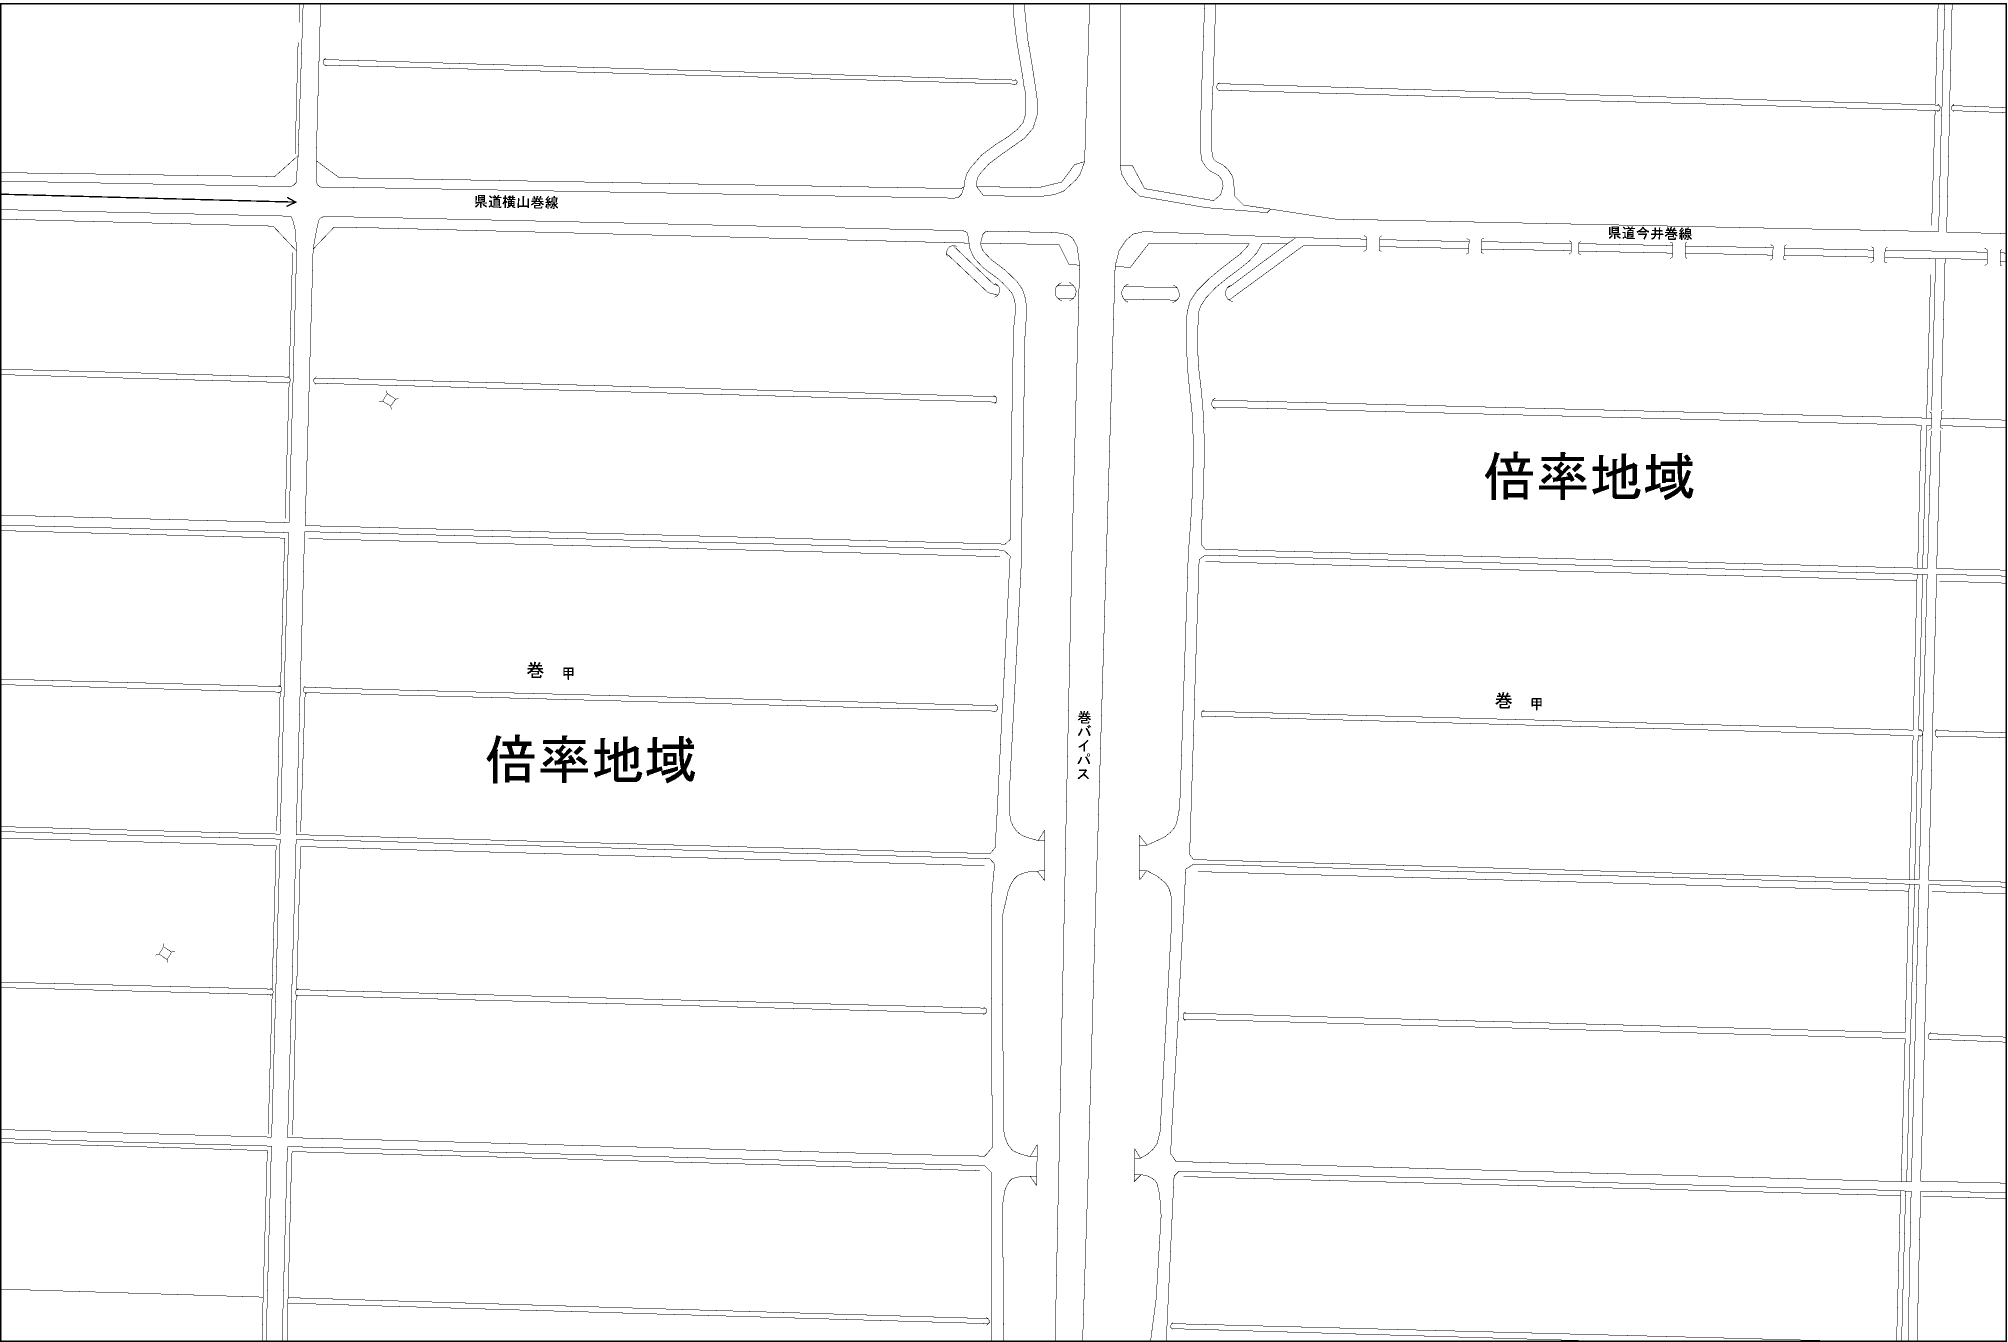 県道横山巻線
県道今井巻線
倍率地域
巻 甲
巻 甲
巻バイパス
倍率地域